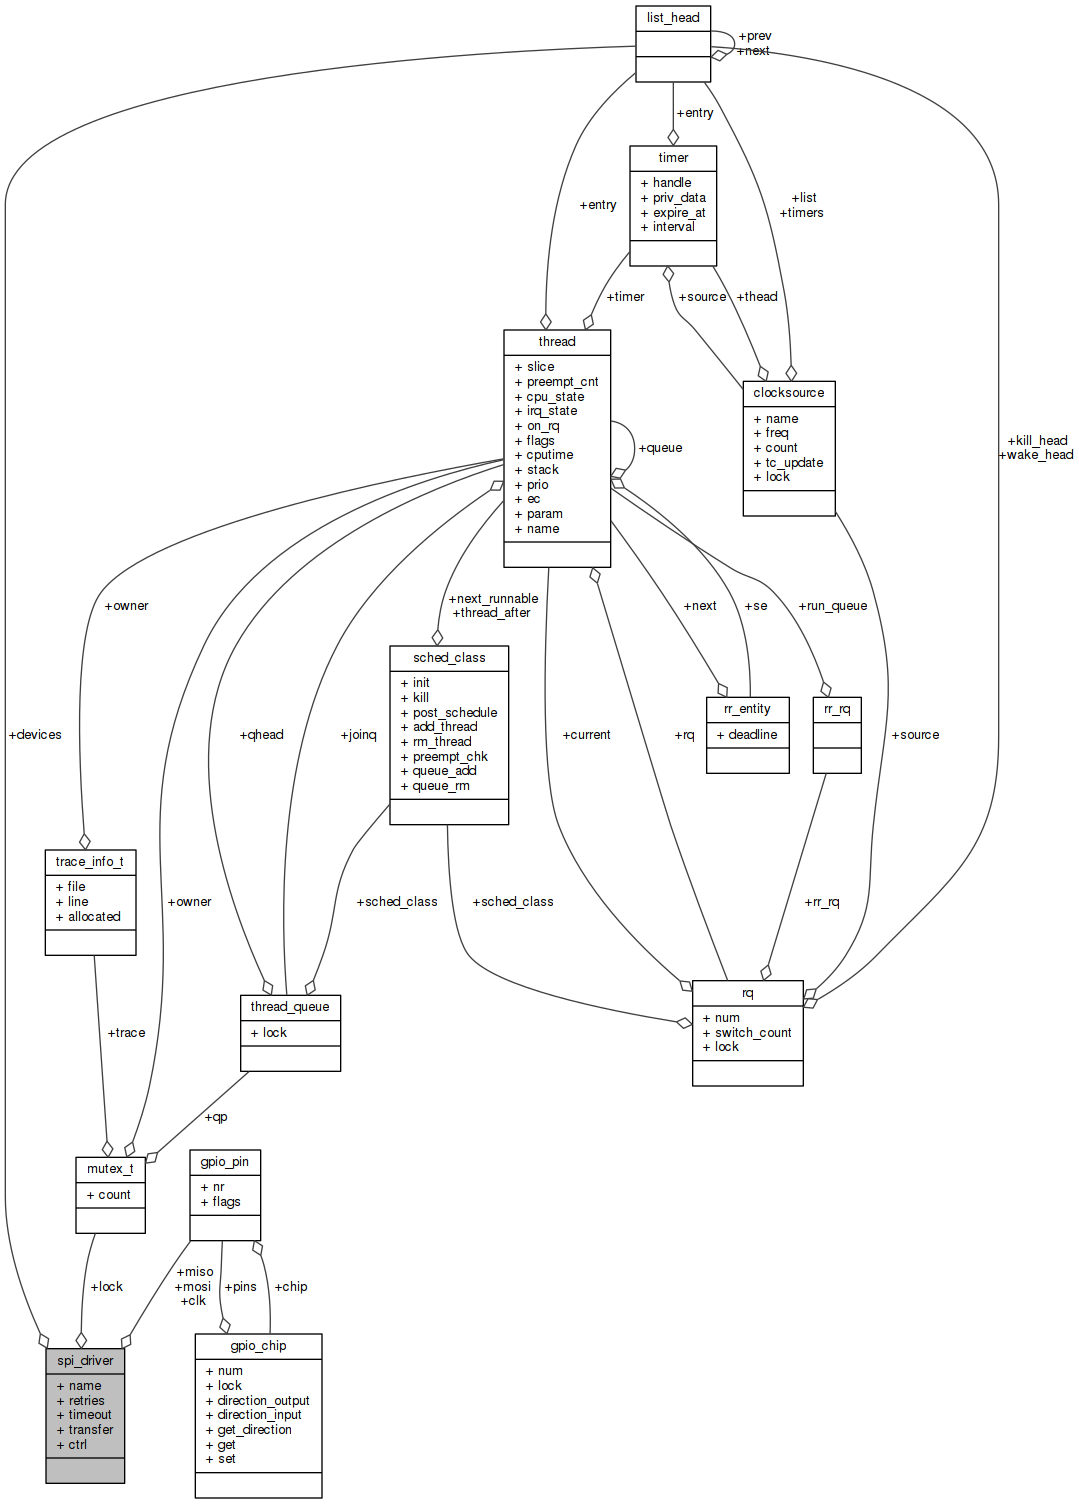 list_head
+prev
+next
+entry
timer
+ handle
+ priv_data
+ expire_at
+ interval
+list
+timers
+entry
+timer
+source
+thead
thread
+ slice
+ preempt_cnt
+ cpu_state
+ irq_state
+ on_rq
+ flags
+ cputime
+ stack
+ prio
+ ec
+ param
+ name
+queue
clocksource
+ name
+ freq
+ count
+ tc_update
+ lock
+kill_head
+wake_head
+owner
+next_runnable
+thread_after
+next
+se
+run_queue
sched_class
+ init
+ kill
+ post_schedule
+ add_thread
+ rm_thread
+ preempt_chk
+ queue_add
+ queue_rm
rr_entity
+ deadline
rr_rq
+devices
+qhead
+joinq
+current
+rq
+source
trace_info_t
+ file
+ line
+ allocated
+owner
+sched_class
+sched_class
+rr_rq
thread_queue
+ lock
rq
+ num
+ switch_count
+ lock
+trace
+qp
mutex_t
+ count
gpio_pin
+ nr
+ flags
+lock
+miso
+mosi
+clk
+pins
+chip
spi_driver
+ name
+ retries
+ timeout
+ transfer
+ ctrl
gpio_chip
+ num
+ lock
+ direction_output
+ direction_input
+ get_direction
+ get
+ set